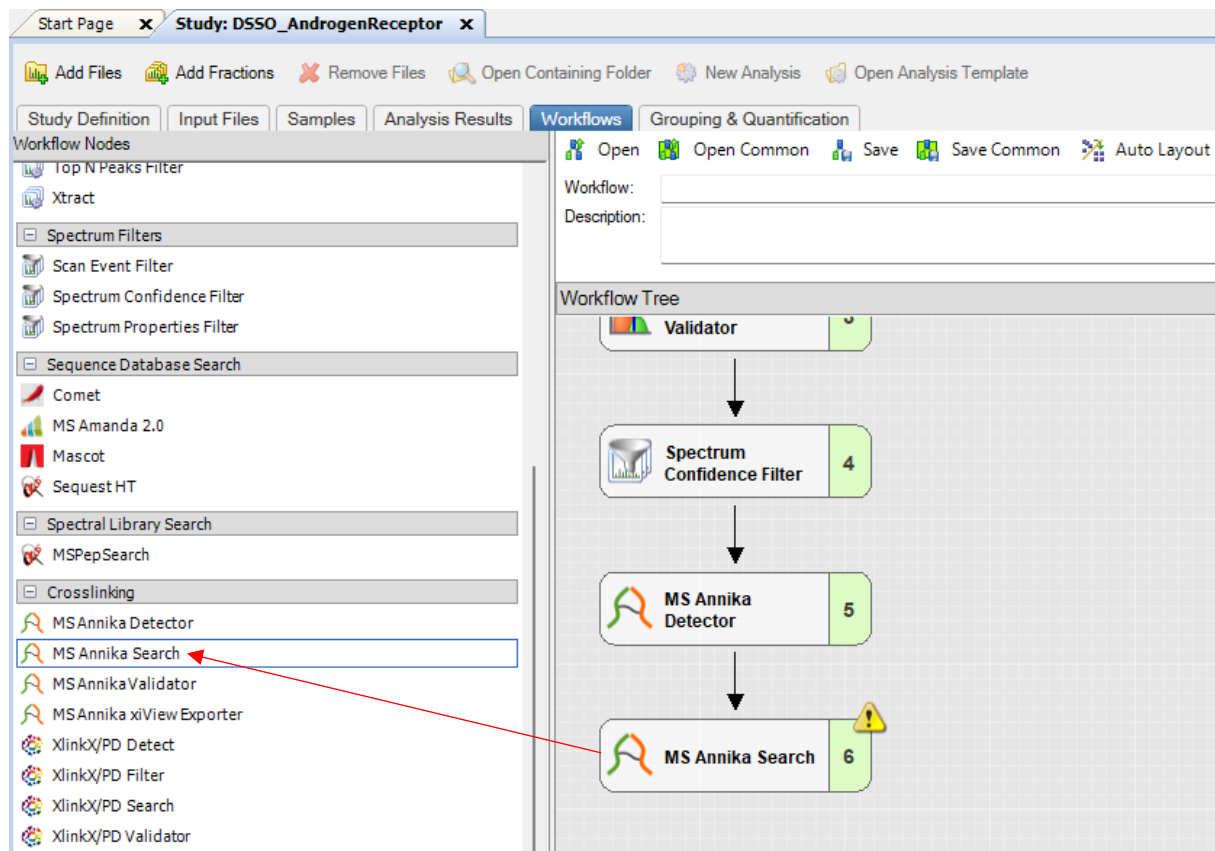 Start Page x Study: DSSO_AndrogenReceptor x
Add Files Add Fractions Remove Files Open Containing Folder New Analysis Open Analysis Template
Study Definition Input Files Samples Analysis Results Workflows Grouping & Quantification
Workflow Nodes
Top N Peaks Filter
Xtract
Spectrum Filters
Scan Event Filter
Spectrum Confidence Filter
Spectrum Properties Filter
Sequence Database Search
Comet
MS Amanda 2.0
Mascot
Sequest HT
Spectral Library Search
MSPepSearch
Crosslinking
MS Annika Detector
MS Annika Search
MS Annika Validator
MS Annika xiView Exporter
XlinkX/PD Detect
XlinkX/PD Filter
XlinkX/PD Search
XlinkX/PD Validator
Open Open Common Save Save Common Auto Layout
Workflow:
Description:
Workflow Tree
Validator
Spectrum
Confidence Filter 4
MS Annika
Detector 5
MS Annika Search 6